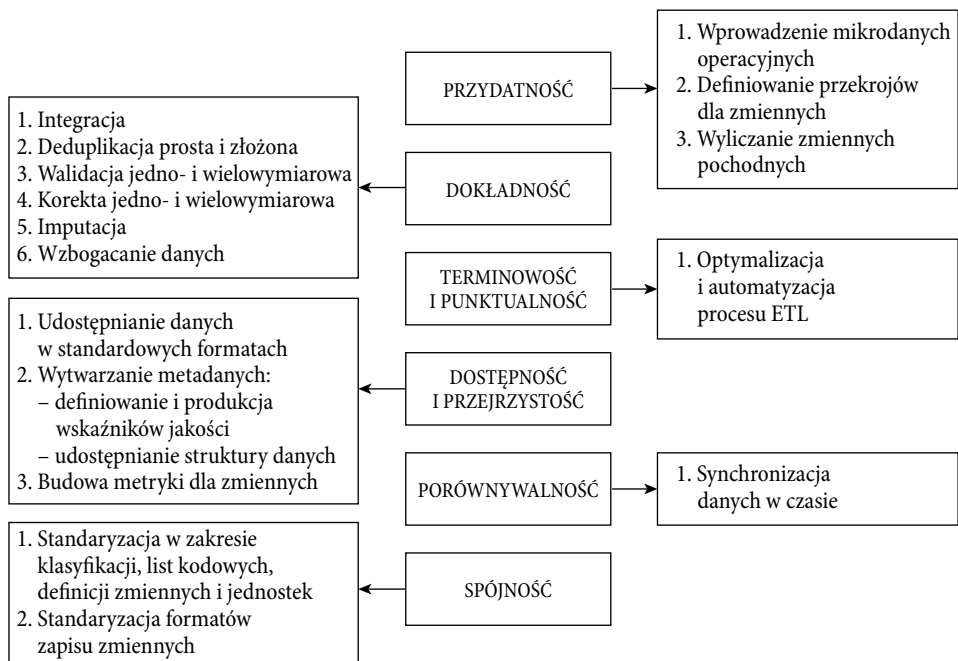 PRZYDATNOŚĆ
1. Wprowadzenie mikrodanych
operacyjnych
2. Definiowanie przekrojów
dla zmiennych
3. Wyliczanie zmiennych
pochodnych
DOKŁADNOŚĆ
1. Integracja
2. Deduplikacja prosta i złożona
3. Walidacja jedno- i wielowymiarowa
4. Korekta jedno- i wielowymiarowa
5. Imputacja
6. Wzbogacanie danych
TERMINOWOŚĆ
I PUNKTUALNOŚĆ
1. Optymalizacja
i automatyzacja
procesu ETL
DOSTĘPNOŚĆ
I PRZEJRZYSTOŚĆ
1. Udostępnianie danych
w standardowych formatach
2. Wytwarzanie metadanych:
– definiowanie i produkcja
wskaźników jakości
– udostępnianie struktury danych
3. Budowa metryki dla zmiennych
PORÓWNYWALNOŚĆ
1. Synchronizacja
danych w czasie
SPÓJNOŚĆ
1. Standaryzacja w zakresie
klasyfikacji, list kodowych,
definicji zmiennych i jednostek
2. Standaryzacja formatów
zapisu zmiennych